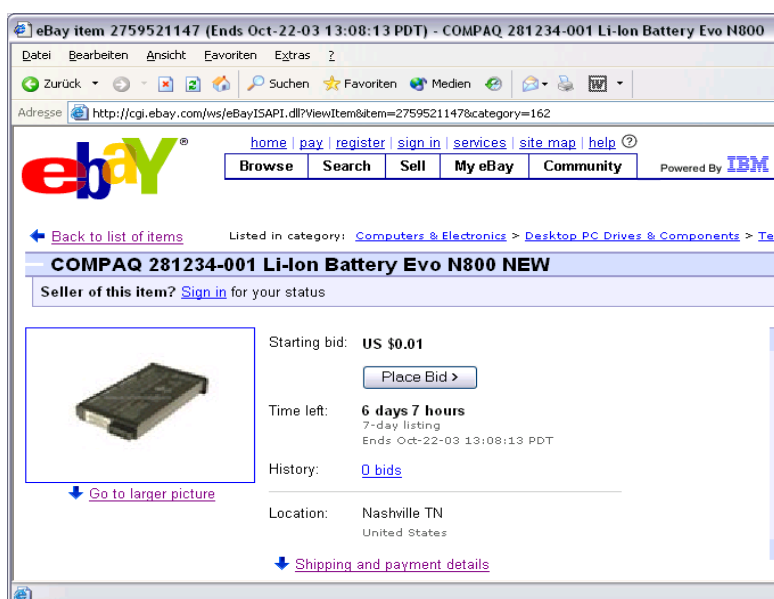 eBay item 2759521147 (Ends Oct-22-03 13:08:13 PDT) - COMPAQ 281234-001 Li-Ion Battery Evo N800
Datei Bearbeiten Ansicht Favoriten Extras ?
Zurück Suchen Favoriten Medien
Adresse http://cgi.ebay.com/ws/eBayISAPI.dll?ViewItem&item=2759521147&category=162
ebaY®
home | pay | register | sign in | services | site map | help ?
Browse Search Sell My eBay Community Powered By IBM
Back to list of items Listed in category: Computers & Electronics > Desktop PC Drives & Components > Te
COMPAQ 281234-001 Li-Ion Battery Evo N800 NEW
Seller of this item? Sign in for your status
Starting bid: US $0.01
Place Bid >
Time left: 6 days 7 hours
7-day listing
Ends Oct-22-03 13:08:13 PDT
History: 0 bids
Go to larger picture
Location: Nashville TN
United States
Shipping and payment details